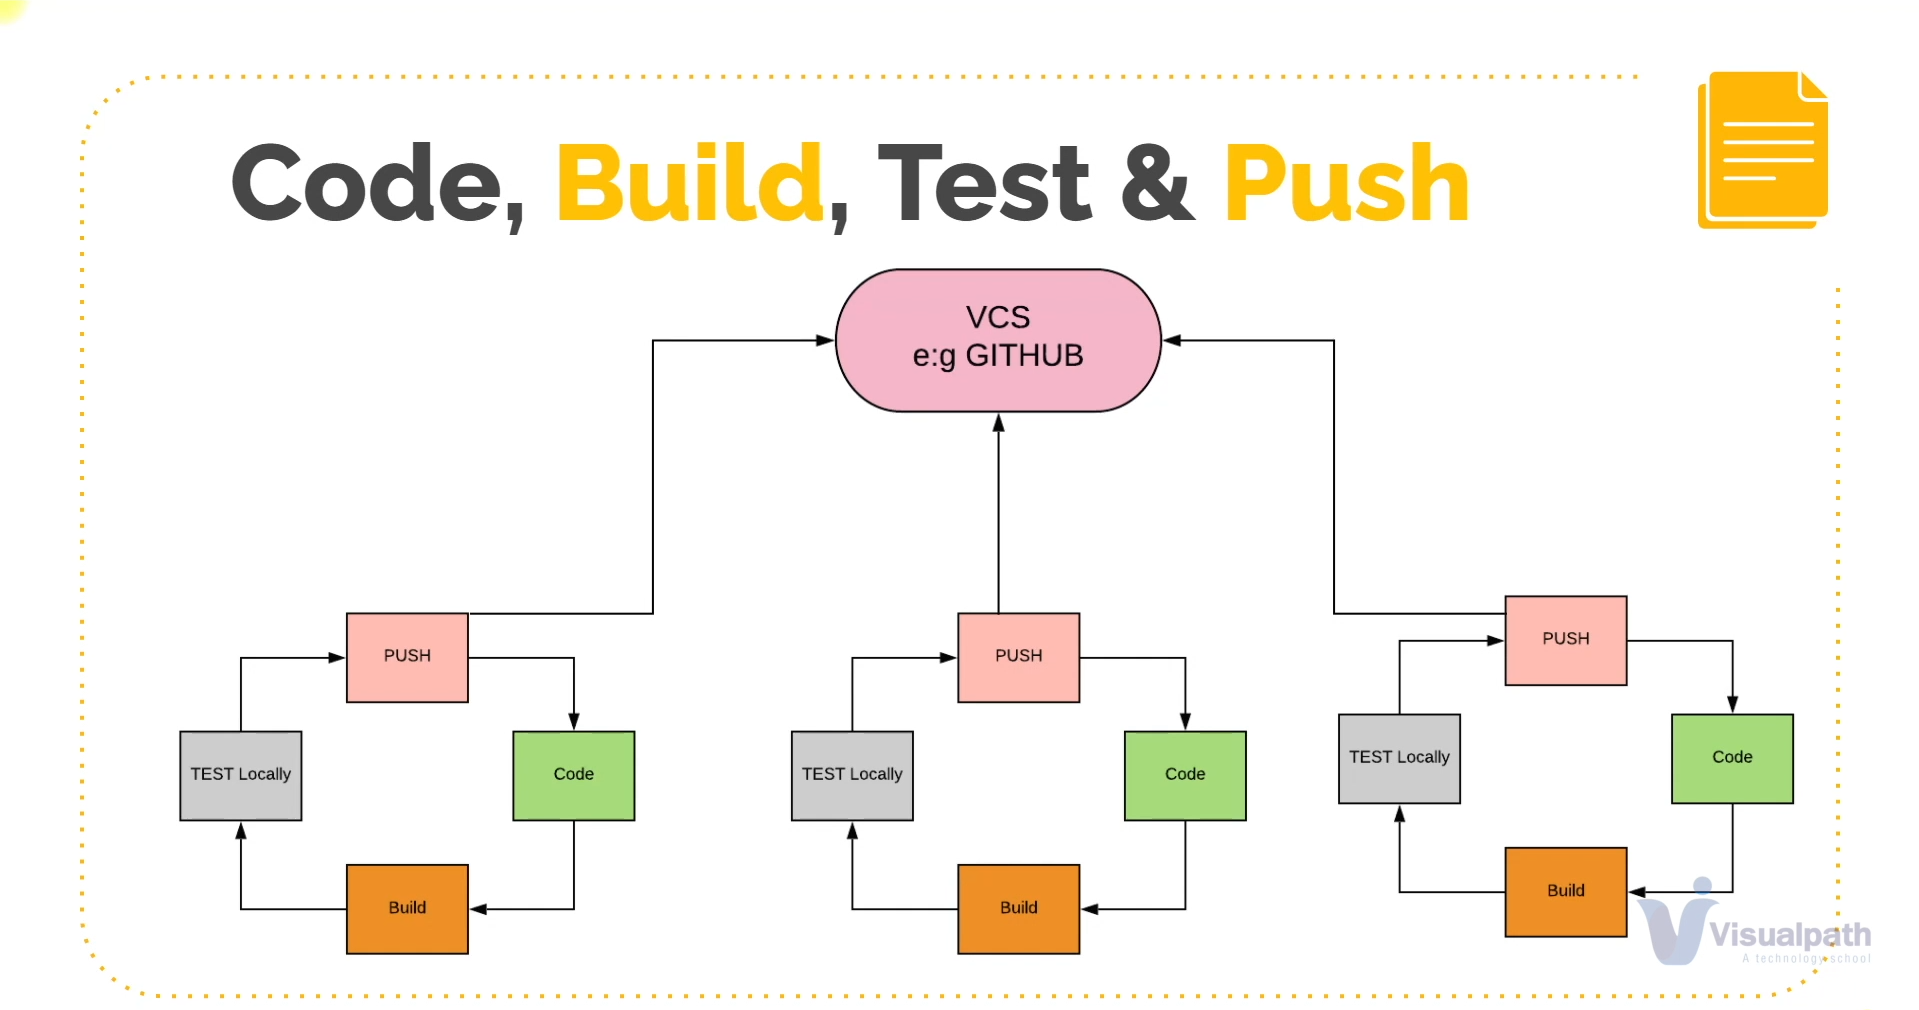 Code, Build, Test & Push
VCS
e:g GITHUB
PUSH
TEST Locally
Code
Build
PUSH
TEST Locally
Code
Build
PUSH
TEST Locally
Code
Build
Visualpath
A technology school